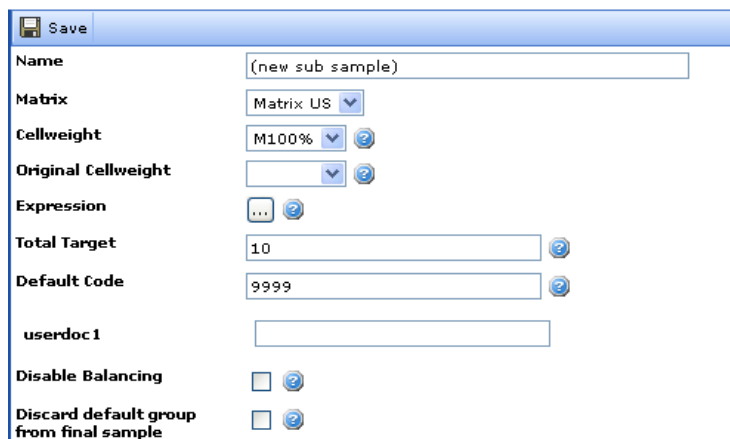 Save
Name (new sub sample)
Matrix Matrix US
Cellweight M100% ?
Original Cellweight ?
Expression ... ?
Total Target 10 ?
Default Code 9999 ?
userdoc1
Disable Balancing ?
Discard default group
from final sample ?